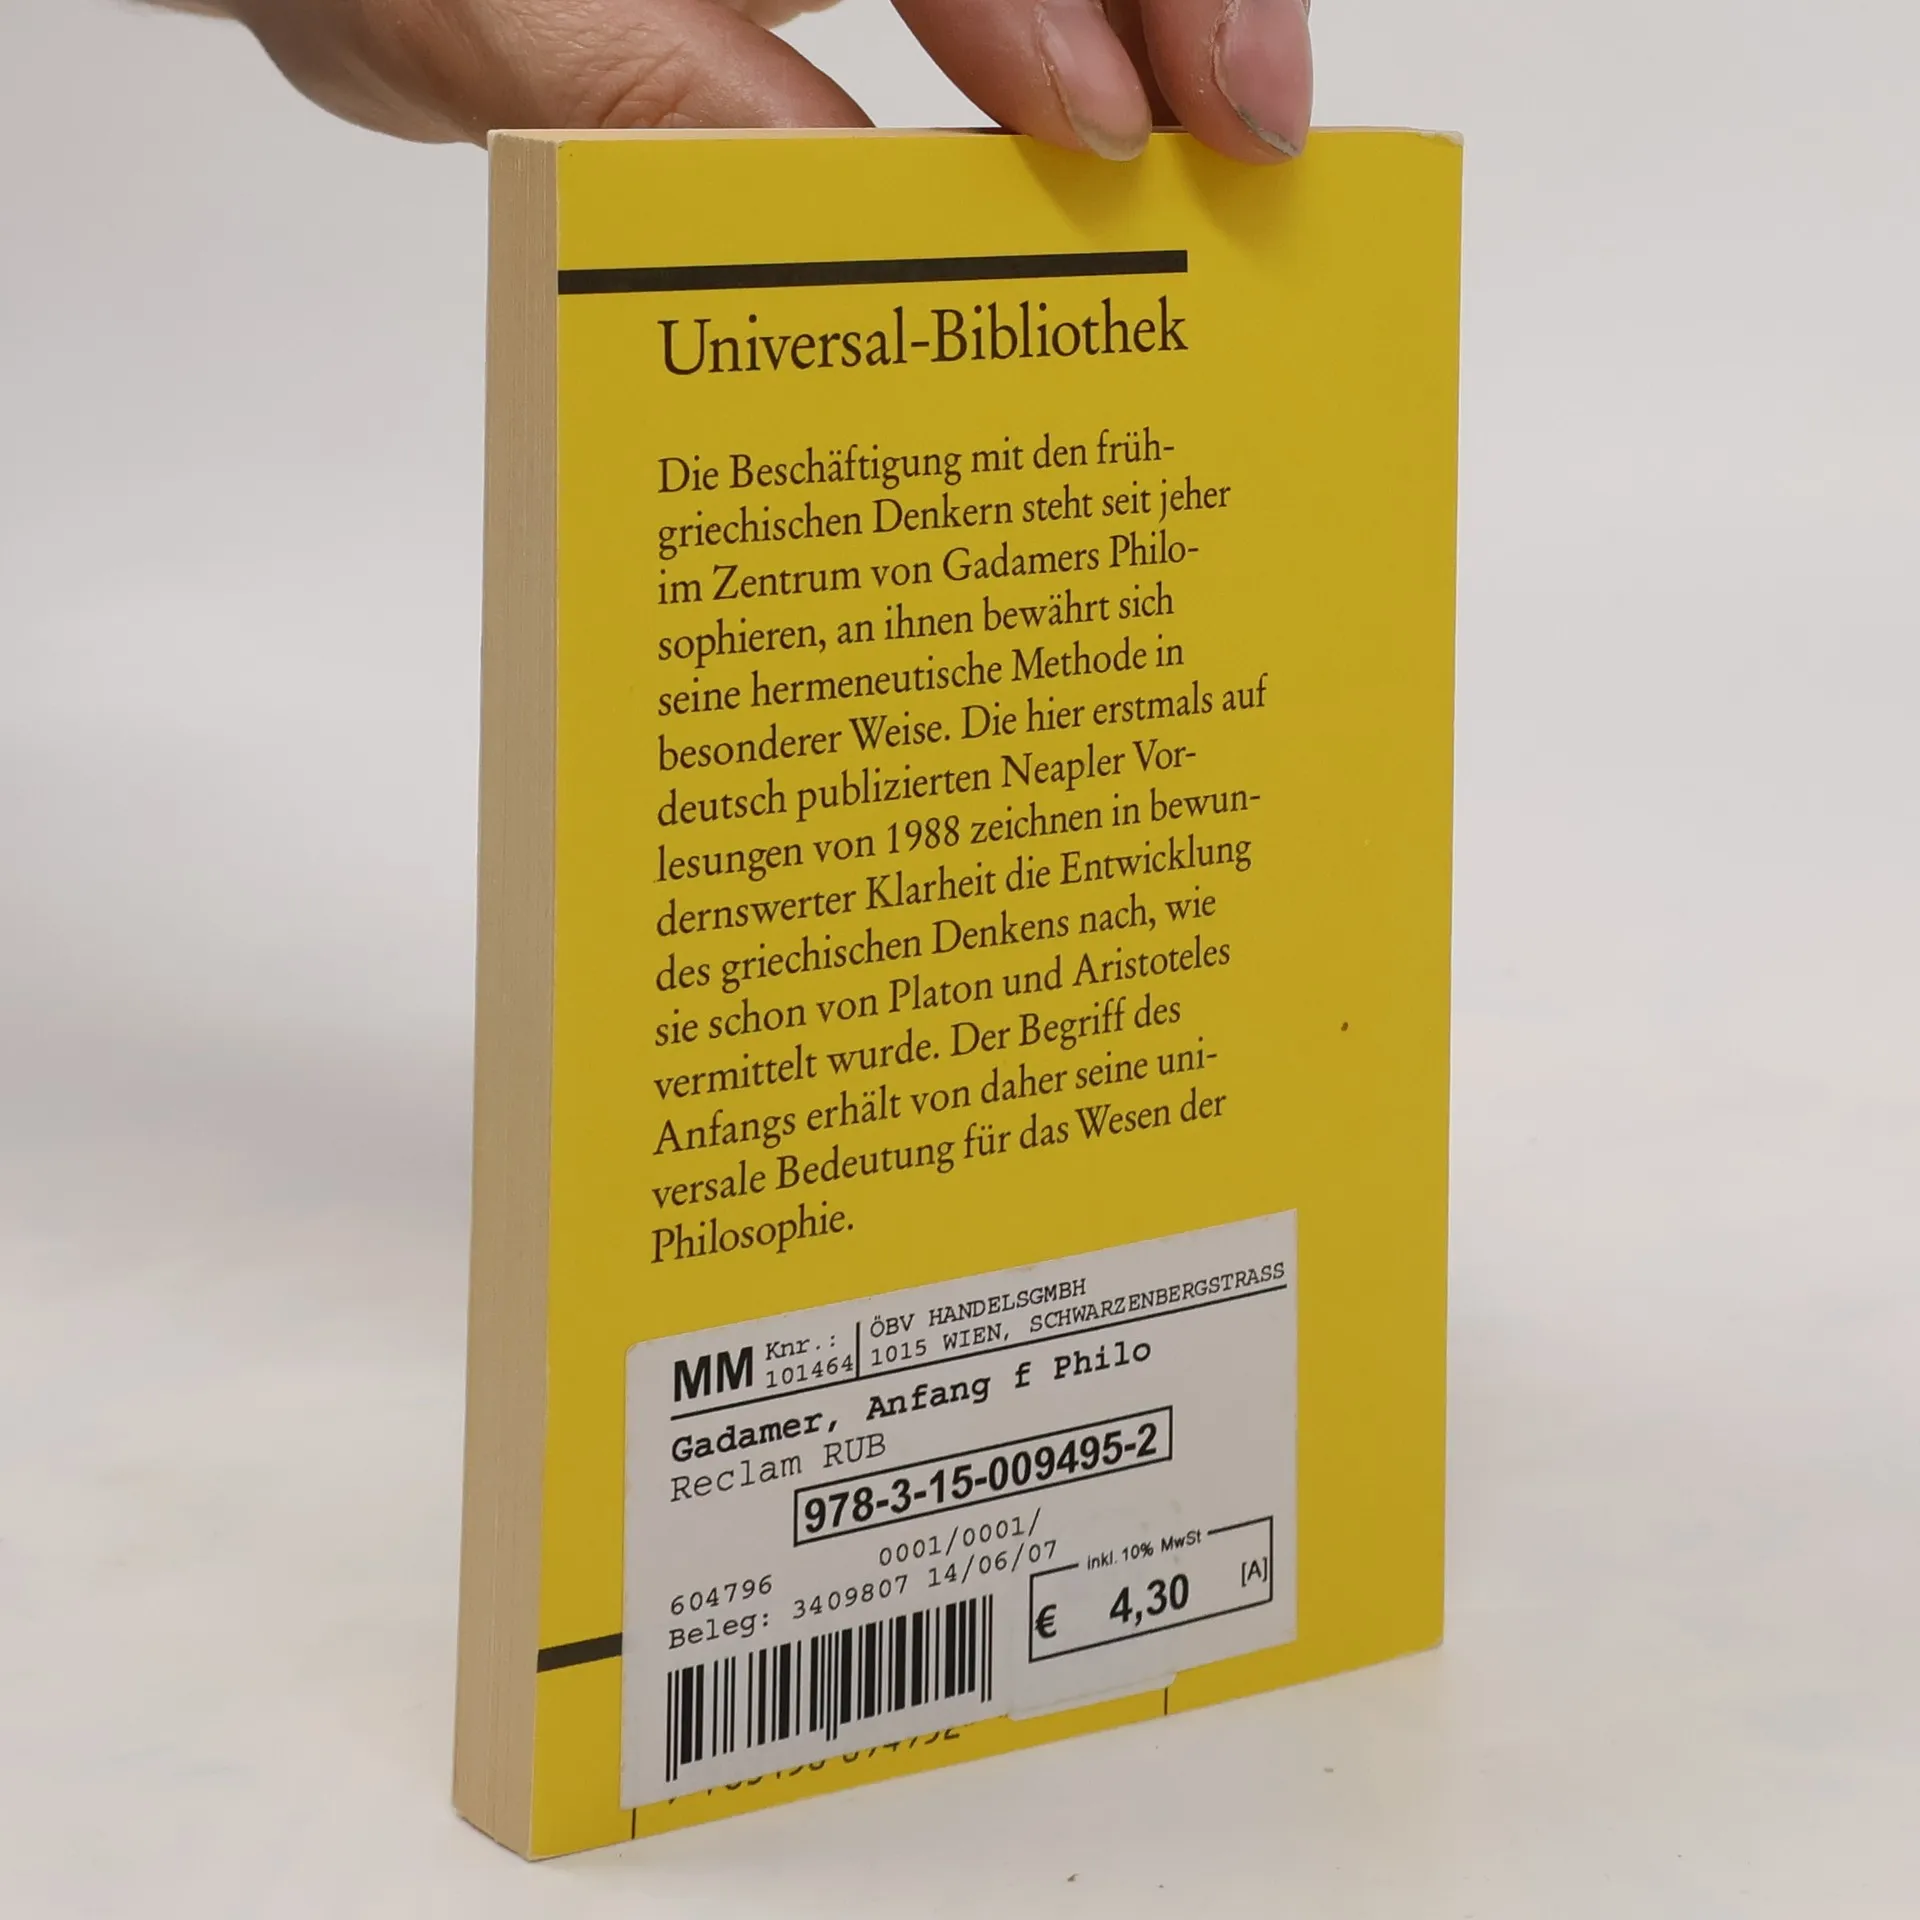 Universal-Bibliothek
Die Beschäftigung mit den früh-
griechischen Denkern steht seit jeher
im Zentrum von Gadamers Philo-
sophieren, an ihnen bewährt sich
seine hermeneutische Methode in
besonderer Weise. Die hier erstmals auf
deutsch publizierten Neapler Vor-
lesungen von 1988 zeichnen in bewun-
dernswerter Klarheit die Entwicklung
des griechischen Denkens nach, wie
sie schon von Platon und Aristoteles
vermittelt wurde. Der Begriff des
Anfangs erhält von daher seine uni-
versale Bedeutung für das Wesen der
Philosophie.
MM Knr.: 101464
ÖBV HANDELSGMBH
1015 WIEN, SCHWARZENBERGSTRASS
Gadamer, Anfang f Philo
Reclam RUB
978-3-15-009495-2
0001/0001/
604796
Beleg: 3409807 14/06/07
inkl. 10% MwSt
€ 4,30 [A]